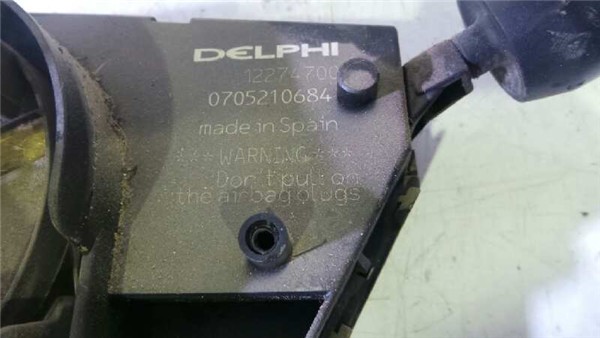 DELPHI
12274700
0705210684
made in Spain
***WARNING***
Don't pull on
the airbag plugs